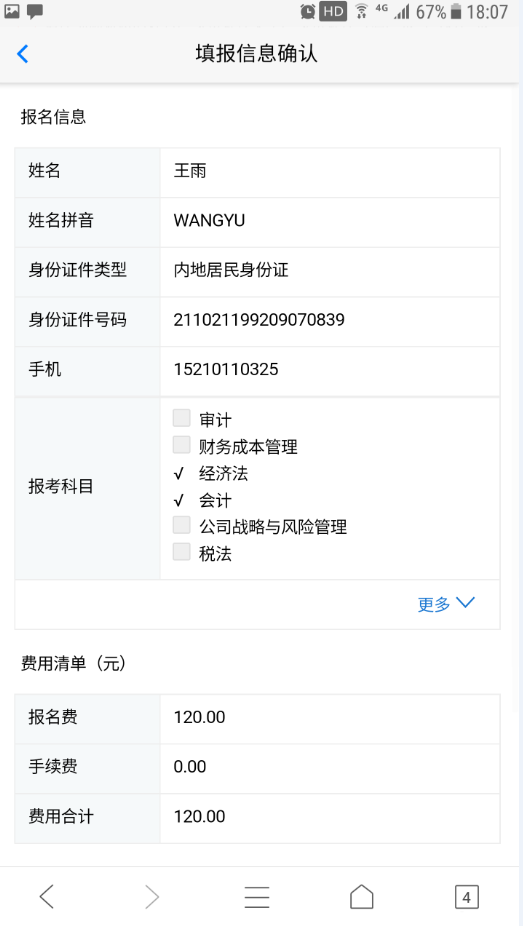 HD 4G 67% 18:07
填报信息确认
报名信息
姓名 王雨
姓名拼音 WANGYU
身份证件类型 内地居民身份证
身份证件号码 211021199209070839
手机 15210110325
报考科目
审计
财务成本管理
√ 经济法
√ 会计
公司战略与风险管理
税法
更多
费用清单（元）
报名费 120.00
手续费 0.00
费用合计 120.00
4